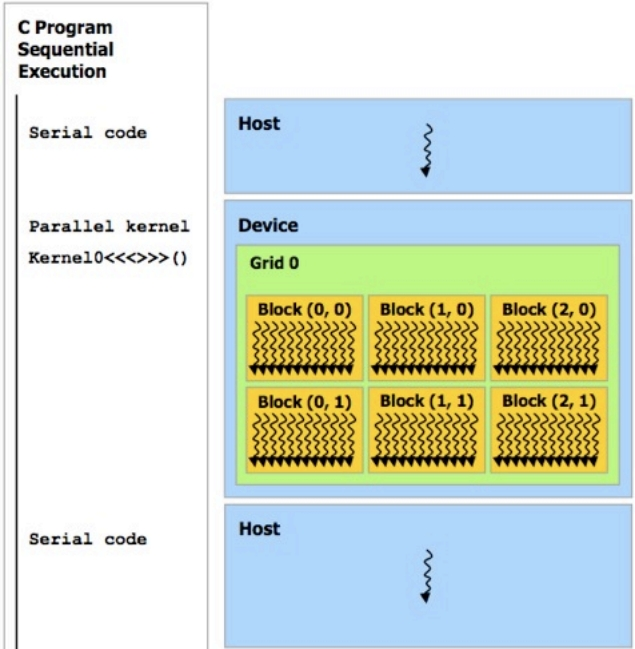 C Program
Sequential
Execution
Serial code
Host
Parallel kernel
Kernel0<<<>>>()
Device
Grid 0
Block (0, 0)
Block (1, 0)
Block (2, 0)
Block (0, 1)
Block (1, 1)
Block (2, 1)
Serial code
Host